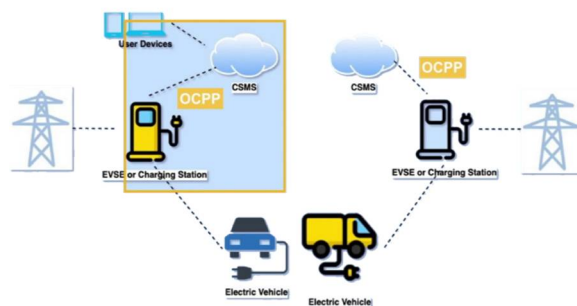 User Devices
CSMS
OCPP
EVSE or Charging Station
CSMS
OCPP
EVSE or Charging Station
Electric Vehicle
Electric Vehicle